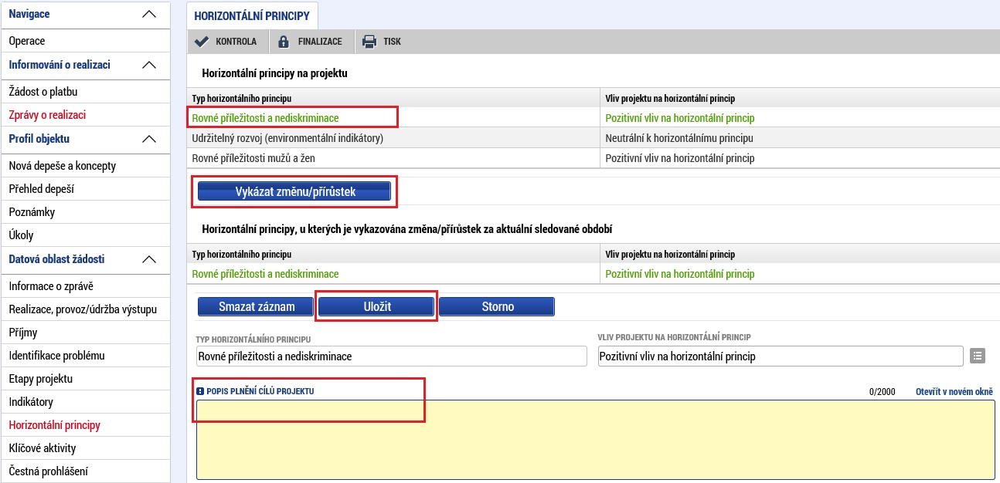 Navigace
Operace
Informování o realizaci
Žádost o platbu
Zprávy o realizaci
Profil objektu
Nová depeše a koncepty
Přehled depeší
Poznámky
Úkoly
Datová oblast žádosti
Informace o zprávě
Realizace, provoz/údržba výstupu
Příjmy
Identifikace problému
Etapy projektu
Indikátory
Horizontální principy
Klíčové aktivity
Čestná prohlášení
HORIZONTÁLNÍ PRINCIPY
KONTROLA FINALIZACE TISK
Horizontální principy na projektu
Typ horizontálního principu Vliv projektu na horizontální princip
Rovné příležitosti a nediskriminace Pozitivní vliv na horizontální princip
Udržitelný rozvoj (environmentální indikátory) Neutrální k horizontálnímu principu
Rovné příležitosti mužů a žen Pozitivní vliv na horizontální princip
Vykázat změnu/přírůstek
Horizontální principy, u kterých je vykazována změna/přírůstek za aktuální sledované období
Typ horizontálního principu Vliv projektu na horizontální princip
Rovné příležitosti a nediskriminace Pozitivní vliv na horizontální princip
Smazat záznam Uložit Storno
TYP HORIZONTÁLNÍHO PRINCIPU VLIV PROJEKTU NA HORIZONTÁLNÍ PRINCIP
Rovné příležitosti a nediskriminace Pozitivní vliv na horizontální princip
POPIS PLNĚNÍ CÍLŮ PROJEKTU 0/2000 Otevřít v novém okně